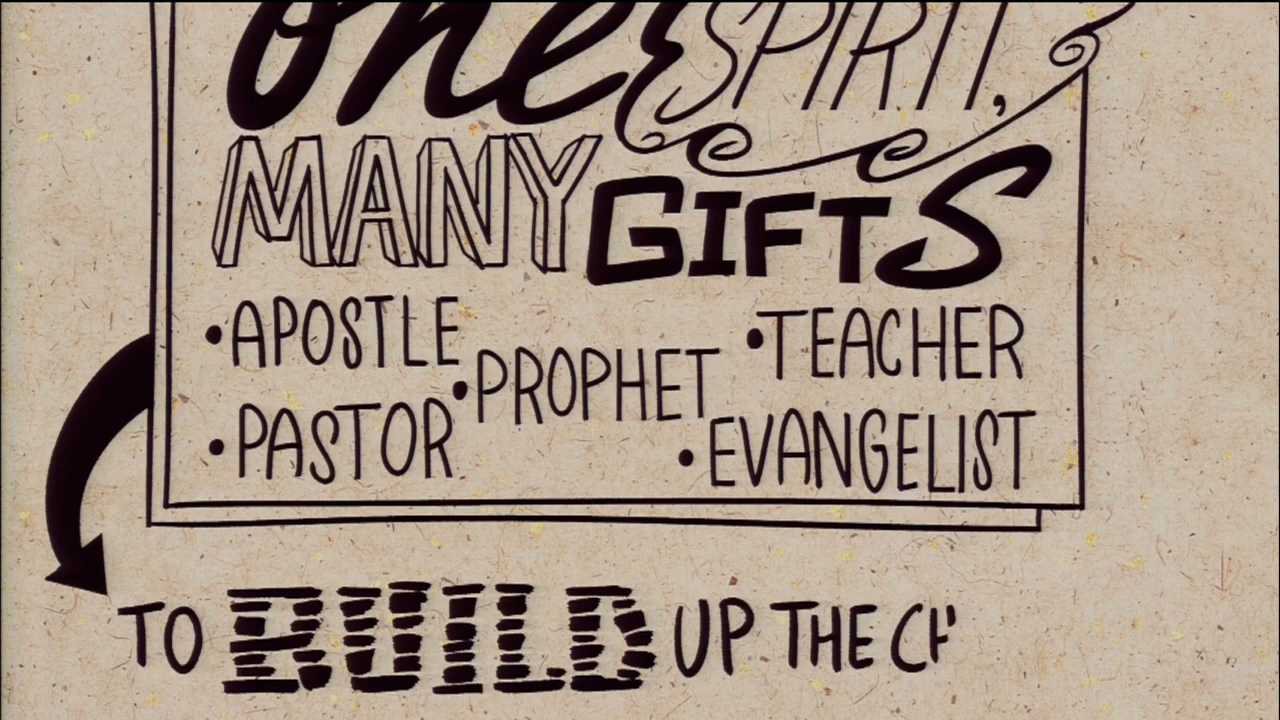 one SPIRIT,
MANY GIFTS
•APOSTLE
•PROPHET
•TEACHER
•PASTOR
•EVANGELIST
TO BUILD UP THE